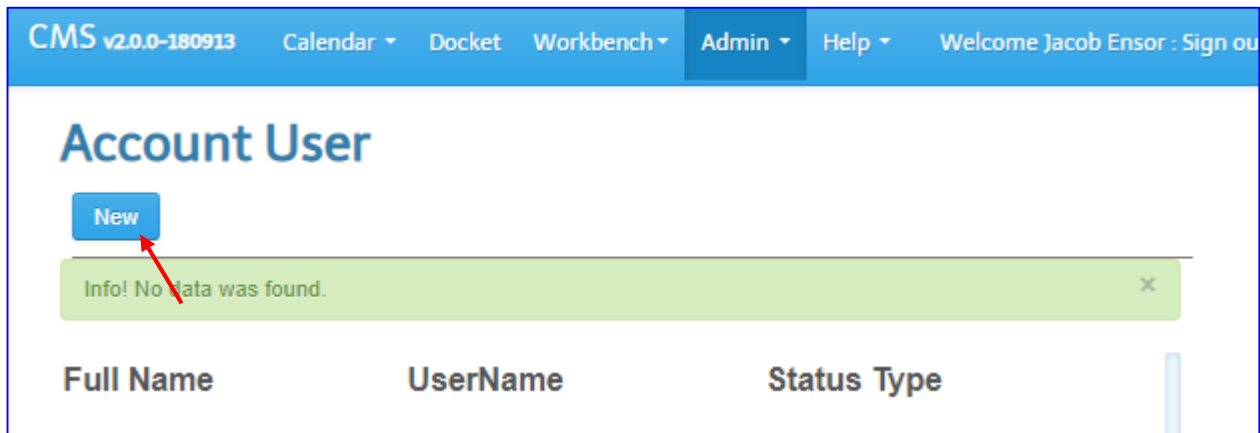 CMS v2.0.0-180913 Calendar Docket Workbench Admin Help Welcome Jacob Ensor : Sign ou
Account User
New
Info! No data was found. ×
Full Name UserName Status Type